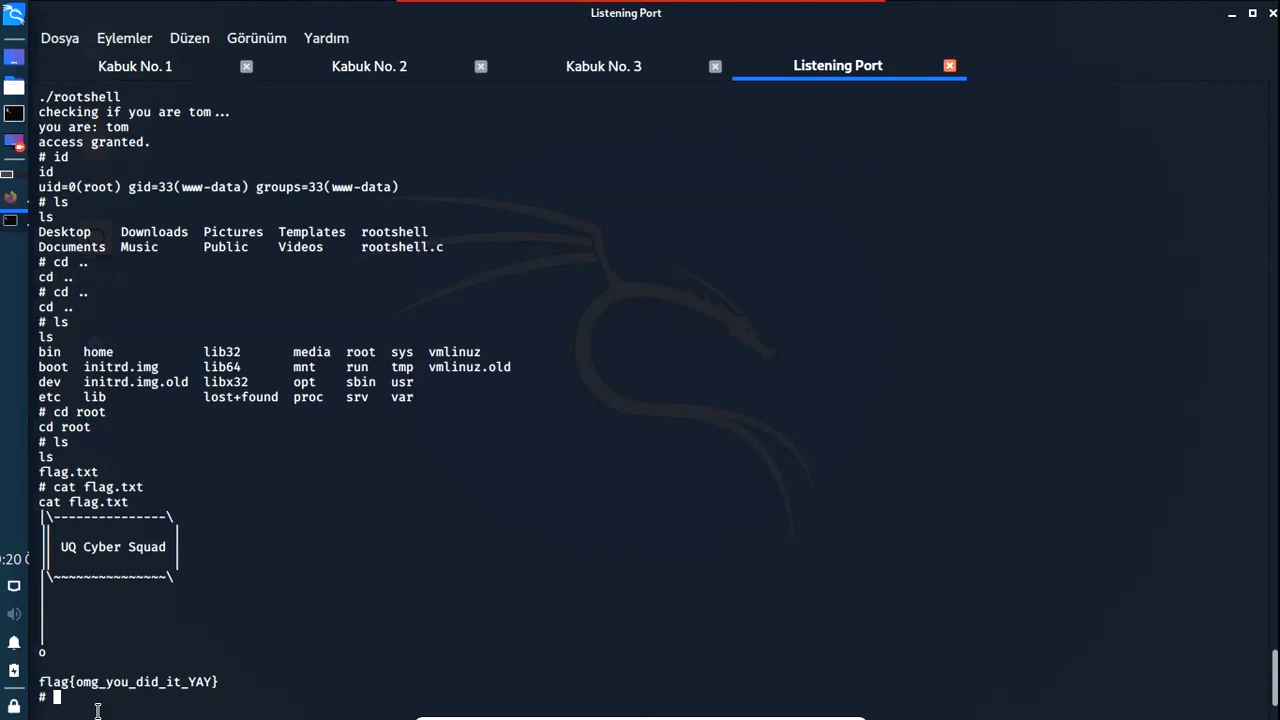 Listening Port
Dosya Eylemler Düzen Görünüm Yardım
Kabuk No. 1 Kabuk No. 2 Kabuk No. 3 Listening Port
./rootshell
checking if you are tom...
you are: tom
access granted.
# id
id
uid=0(root) gid=33(www-data) groups=33(www-data)
# ls
ls
Desktop Downloads Pictures Templates rootshell
Documents Music Public Videos rootshell.c
# cd ..
cd ..
# cd ..
cd ..
# ls
ls
bin home lib32 media root sys vmlinuz
boot initrd.img lib64 mnt run tmp vmlinuz.old
dev initrd.img.old libx32 opt sbin usr
etc lib lost+found proc srv var
# cd root
cd root
# ls
ls
flag.txt
# cat flag.txt
cat flag.txt
|\---------------\
|| UQ Cyber Squad |
|\~~~~~~~~~~~~~~~\
o
flag{omg_you_did_it_YAY}
#